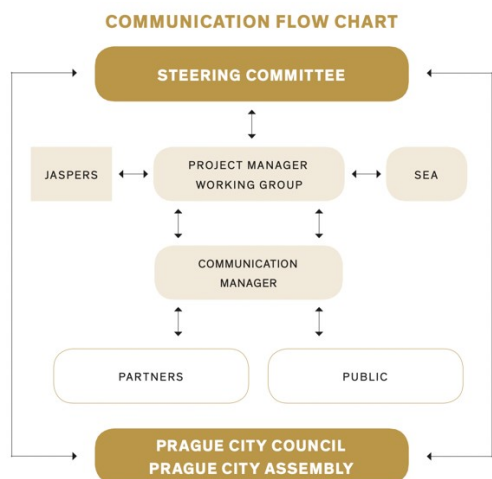 COMMUNICATION FLOW CHART
STEERING COMMITTEE
JASPERS
PROJECT MANAGER
WORKING GROUP
SEA
COMMUNICATION
MANAGER
PARTNERS
PUBLIC
PRAGUE CITY COUNCIL
PRAGUE CITY ASSEMBLY